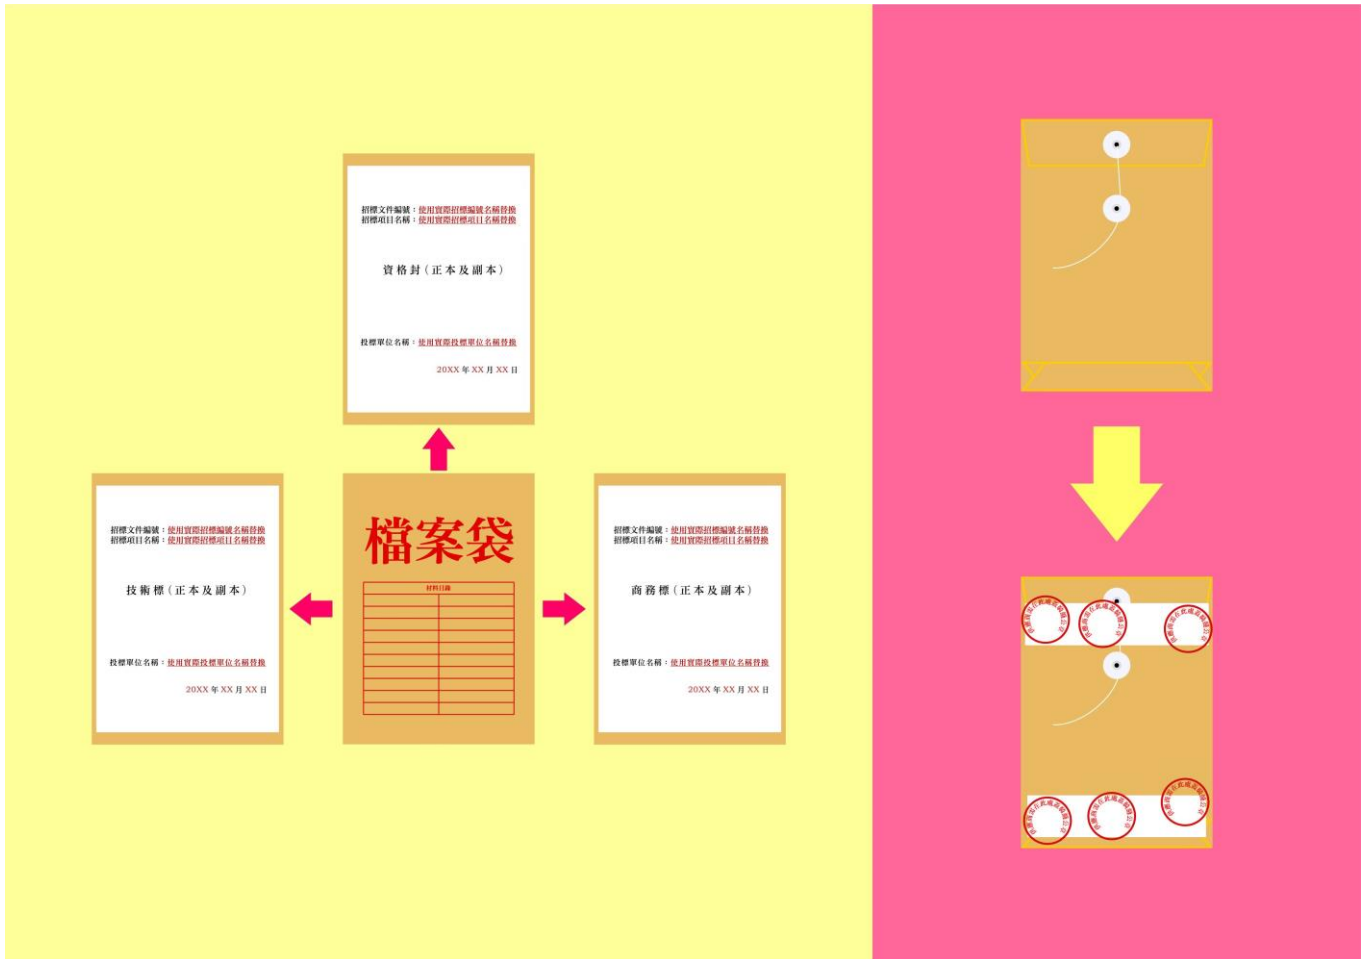 招標文件編號：使用實際招標編號名稱替換
招標項目名稱：使用實際招標項目名稱替換
資格封（正本及副本）
投標單位名稱：使用實際投標單位名稱替換
20XX 年 XX 月 XX 日
招標文件編號：使用實際招標編號名稱替換
招標項目名稱：使用實際招標項目名稱替換
技術標（正本及副本）
投標單位名稱：使用實際投標單位名稱替換
20XX 年 XX 月 XX 日
檔案袋
材料目錄
招標文件編號：使用實際招標編號名稱替換
招標項目名稱：使用實際招標項目名稱替換
商務標（正本及副本）
投標單位名稱：使用實際投標單位名稱替換
20XX 年 XX 月 XX 日